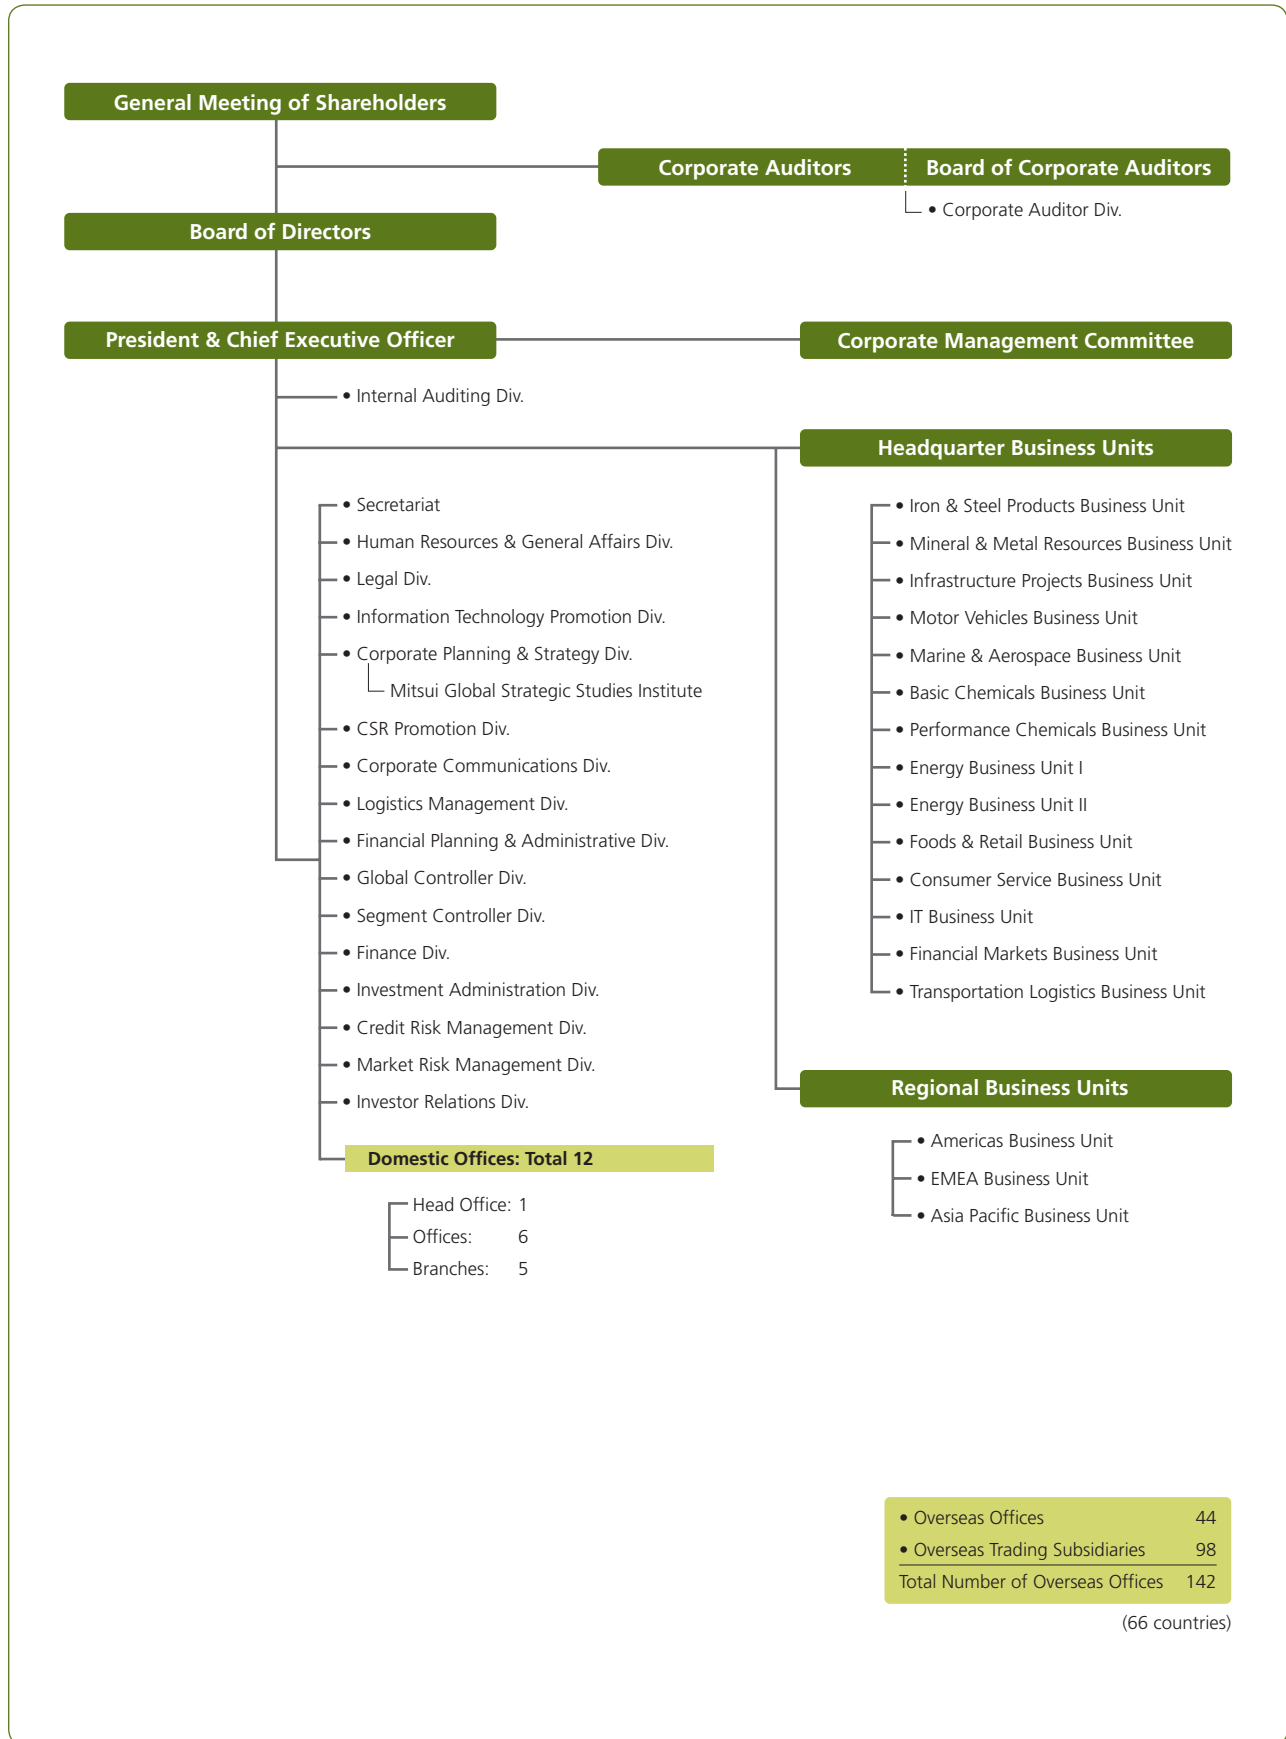 General Meeting of Shareholders
Corporate Auditors
Board of Corporate Auditors
• Corporate Auditor Div.
Board of Directors
President & Chief Executive Officer
Corporate Management Committee
• Internal Auditing Div.
Headquarter Business Units
• Secretariat
• Human Resources & General Affairs Div.
• Legal Div.
• Information Technology Promotion Div.
• Corporate Planning & Strategy Div.
Mitsui Global Strategic Studies Institute
• CSR Promotion Div.
• Corporate Communications Div.
• Logistics Management Div.
• Financial Planning & Administrative Div.
• Global Controller Div.
• Segment Controller Div.
• Finance Div.
• Investment Administration Div.
• Credit Risk Management Div.
• Market Risk Management Div.
• Investor Relations Div.
Domestic Offices: Total 12
Head Office: 1
Offices: 6
Branches: 5
• Iron & Steel Products Business Unit
• Mineral & Metal Resources Business Unit
• Infrastructure Projects Business Unit
• Motor Vehicles Business Unit
• Marine & Aerospace Business Unit
• Basic Chemicals Business Unit
• Performance Chemicals Business Unit
• Energy Business Unit I
• Energy Business Unit II
• Foods & Retail Business Unit
• Consumer Service Business Unit
• IT Business Unit
• Financial Markets Business Unit
• Transportation Logistics Business Unit
Regional Business Units
• Americas Business Unit
• EMEA Business Unit
• Asia Pacific Business Unit
• Overseas Offices 44
• Overseas Trading Subsidiaries 98
Total Number of Overseas Offices 142
(66 countries)